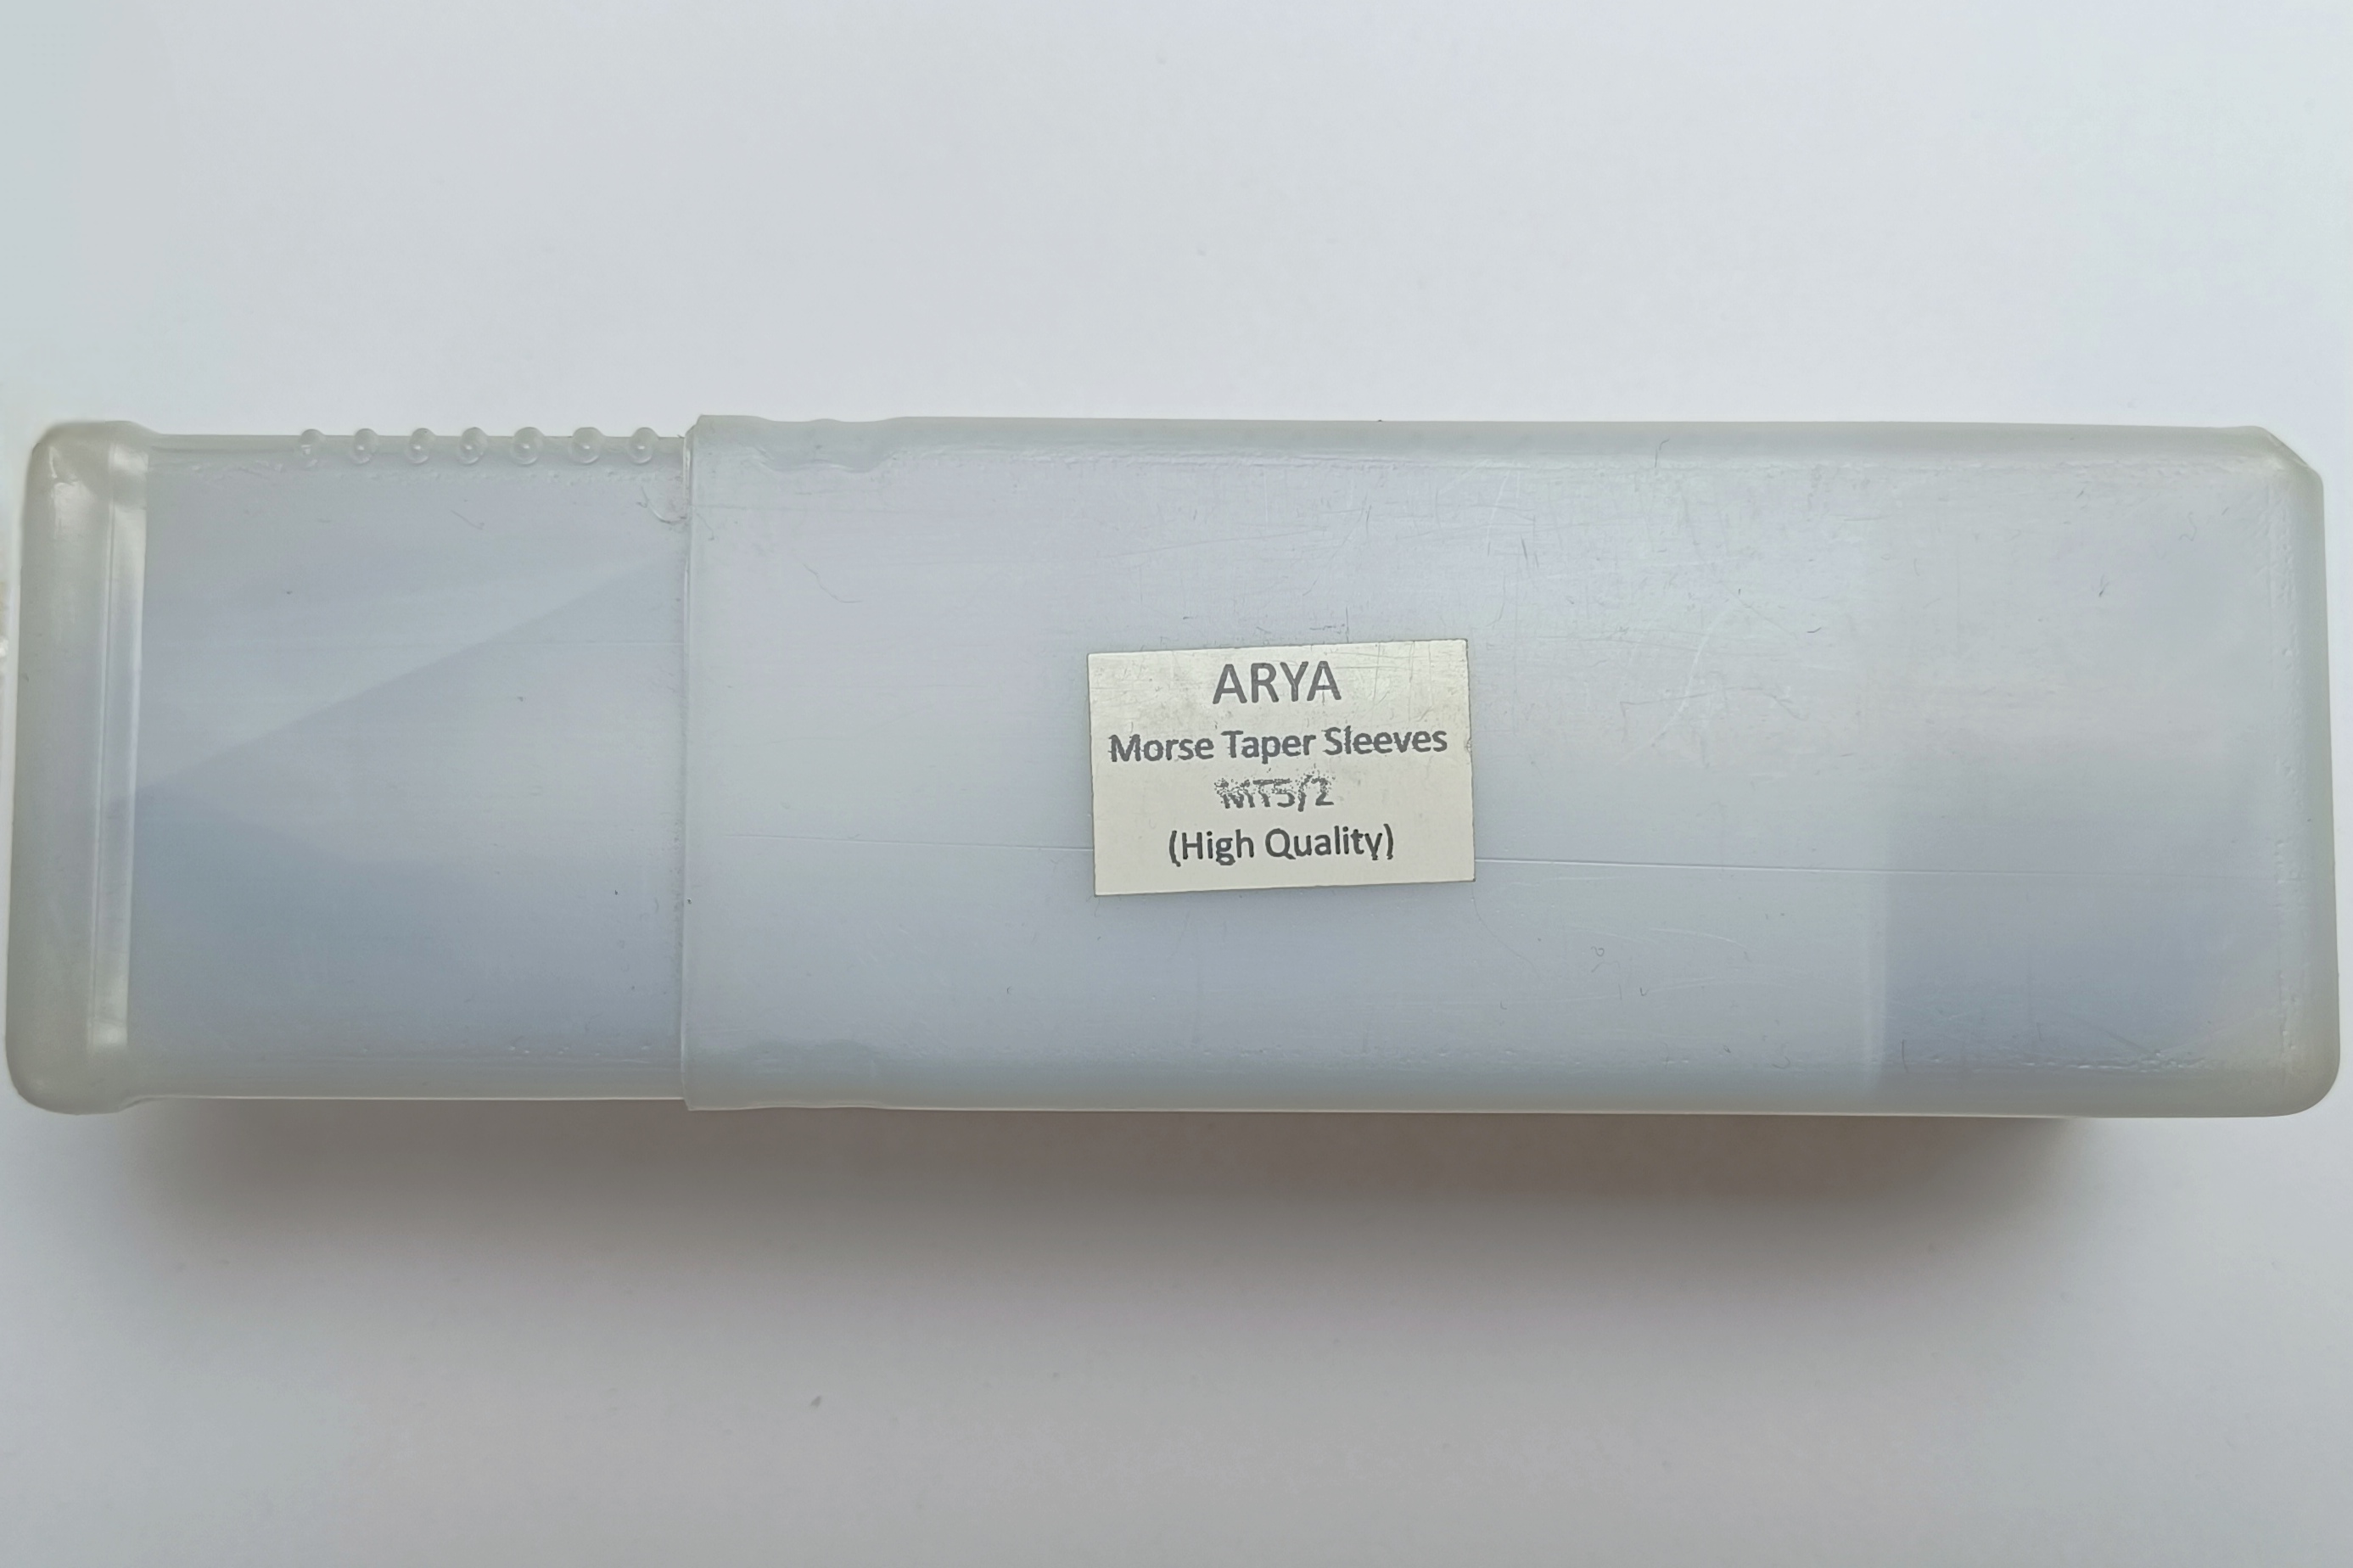 ARYA
Morse Taper Sleeves
MT5/2
(High Quality)